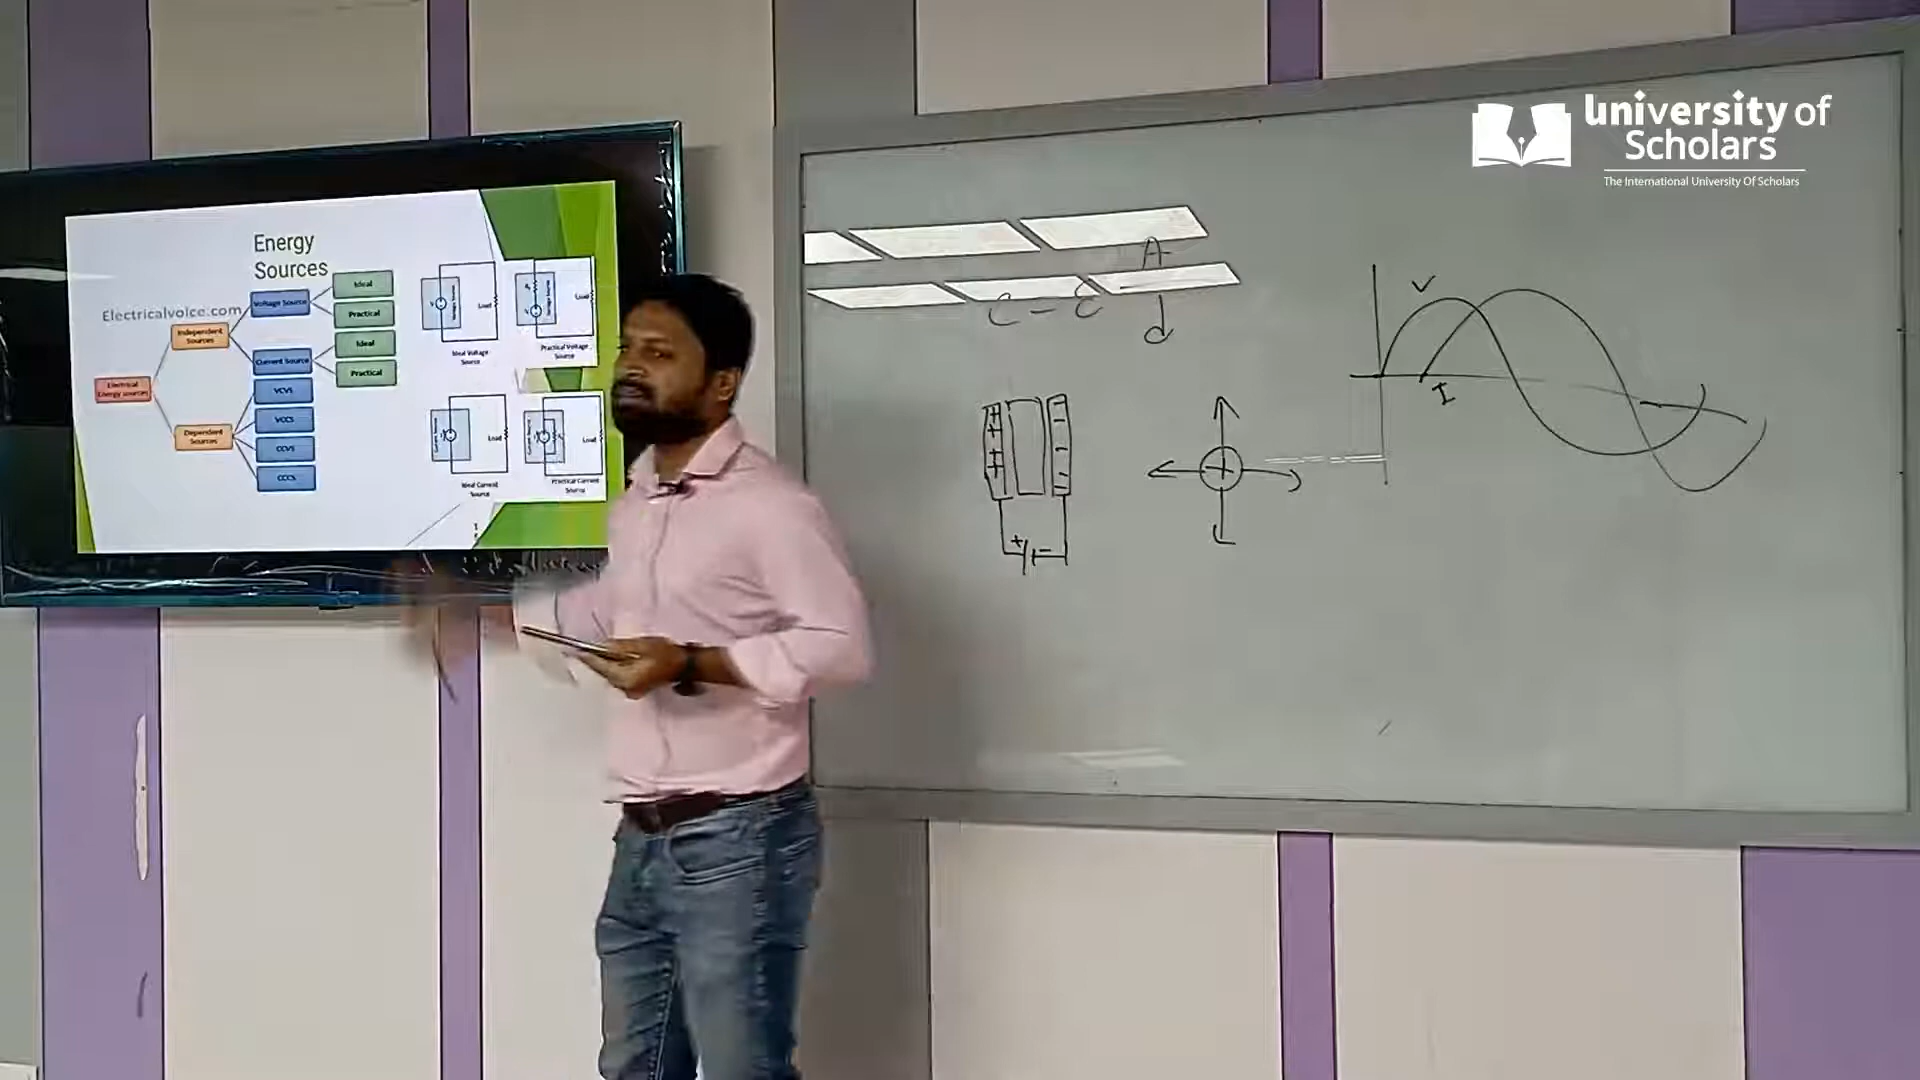 University of
Scholars
The International University Of Scholars
Energy
Sources
Electricalvoice.com
Electrical
Energy sources
Independent
Sources
Dependent
Sources
Voltage Source
Current Source
VCVS
VCCS
CCVS
CCCS
Ideal
Practical
Ideal
Practical
Load
Ideal Voltage
Source
Load
Practical Voltage
Source
Load
Ideal Current
Source
Load
Practical Current
Source
A
C - E
d
+ -
V
I